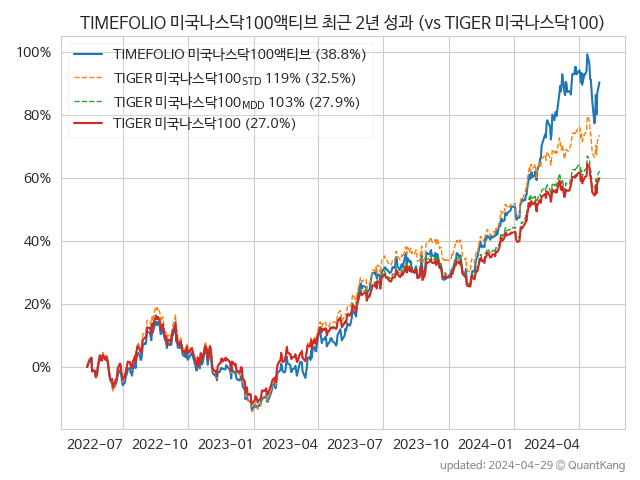 TIMEFOLIO 미국나스닥100액티브 최근 2년 성과 (vs TIGER 미국나스닥100)
100%
80%
60%
40%
20%
0%
TIMEFOLIO 미국나스닥100액티브 (38.8%)
TIGER 미국나스닥100STD 119% (32.5%)
TIGER 미국나스닥100MDD 103% (27.9%)
TIGER 미국나스닥100 (27.0%)
2022-07 2022-10 2023-01 2023-04 2023-07 2023-10 2024-01 2024-04
updated: 2024-04-29 © QuantKang